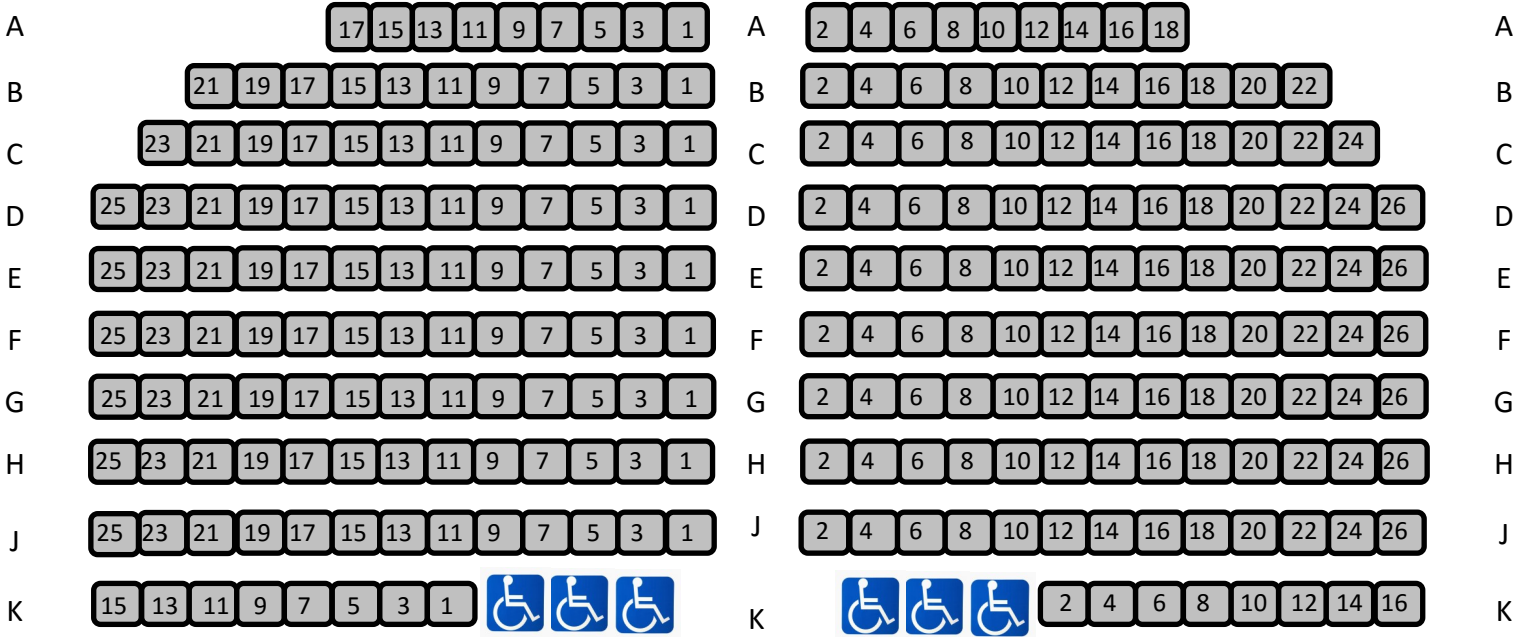 A 17 15 13 11 9 7 5 3 1 A 2 4 6 8 10 12 14 16 18 A
B 21 19 17 15 13 11 9 7 5 3 1 B 2 4 6 8 10 12 14 16 18 20 22 B
C 23 21 19 17 15 13 11 9 7 5 3 1 C 2 4 6 8 10 12 14 16 18 20 22 24 C
D 25 23 21 19 17 15 13 11 9 7 5 3 1 D 2 4 6 8 10 12 14 16 18 20 22 24 26 D
E 25 23 21 19 17 15 13 11 9 7 5 3 1 E 2 4 6 8 10 12 14 16 18 20 22 24 26 E
F 25 23 21 19 17 15 13 11 9 7 5 3 1 F 2 4 6 8 10 12 14 16 18 20 22 24 26 F
G 25 23 21 19 17 15 13 11 9 7 5 3 1 G 2 4 6 8 10 12 14 16 18 20 22 24 26 G
H 25 23 21 19 17 15 13 11 9 7 5 3 1 H 2 4 6 8 10 12 14 16 18 20 22 24 26 H
J 25 23 21 19 17 15 13 11 9 7 5 3 1 J 2 4 6 8 10 12 14 16 18 20 22 24 26 J
K 15 13 11 9 7 5 3 1 K 2 4 6 8 10 12 14 16 K